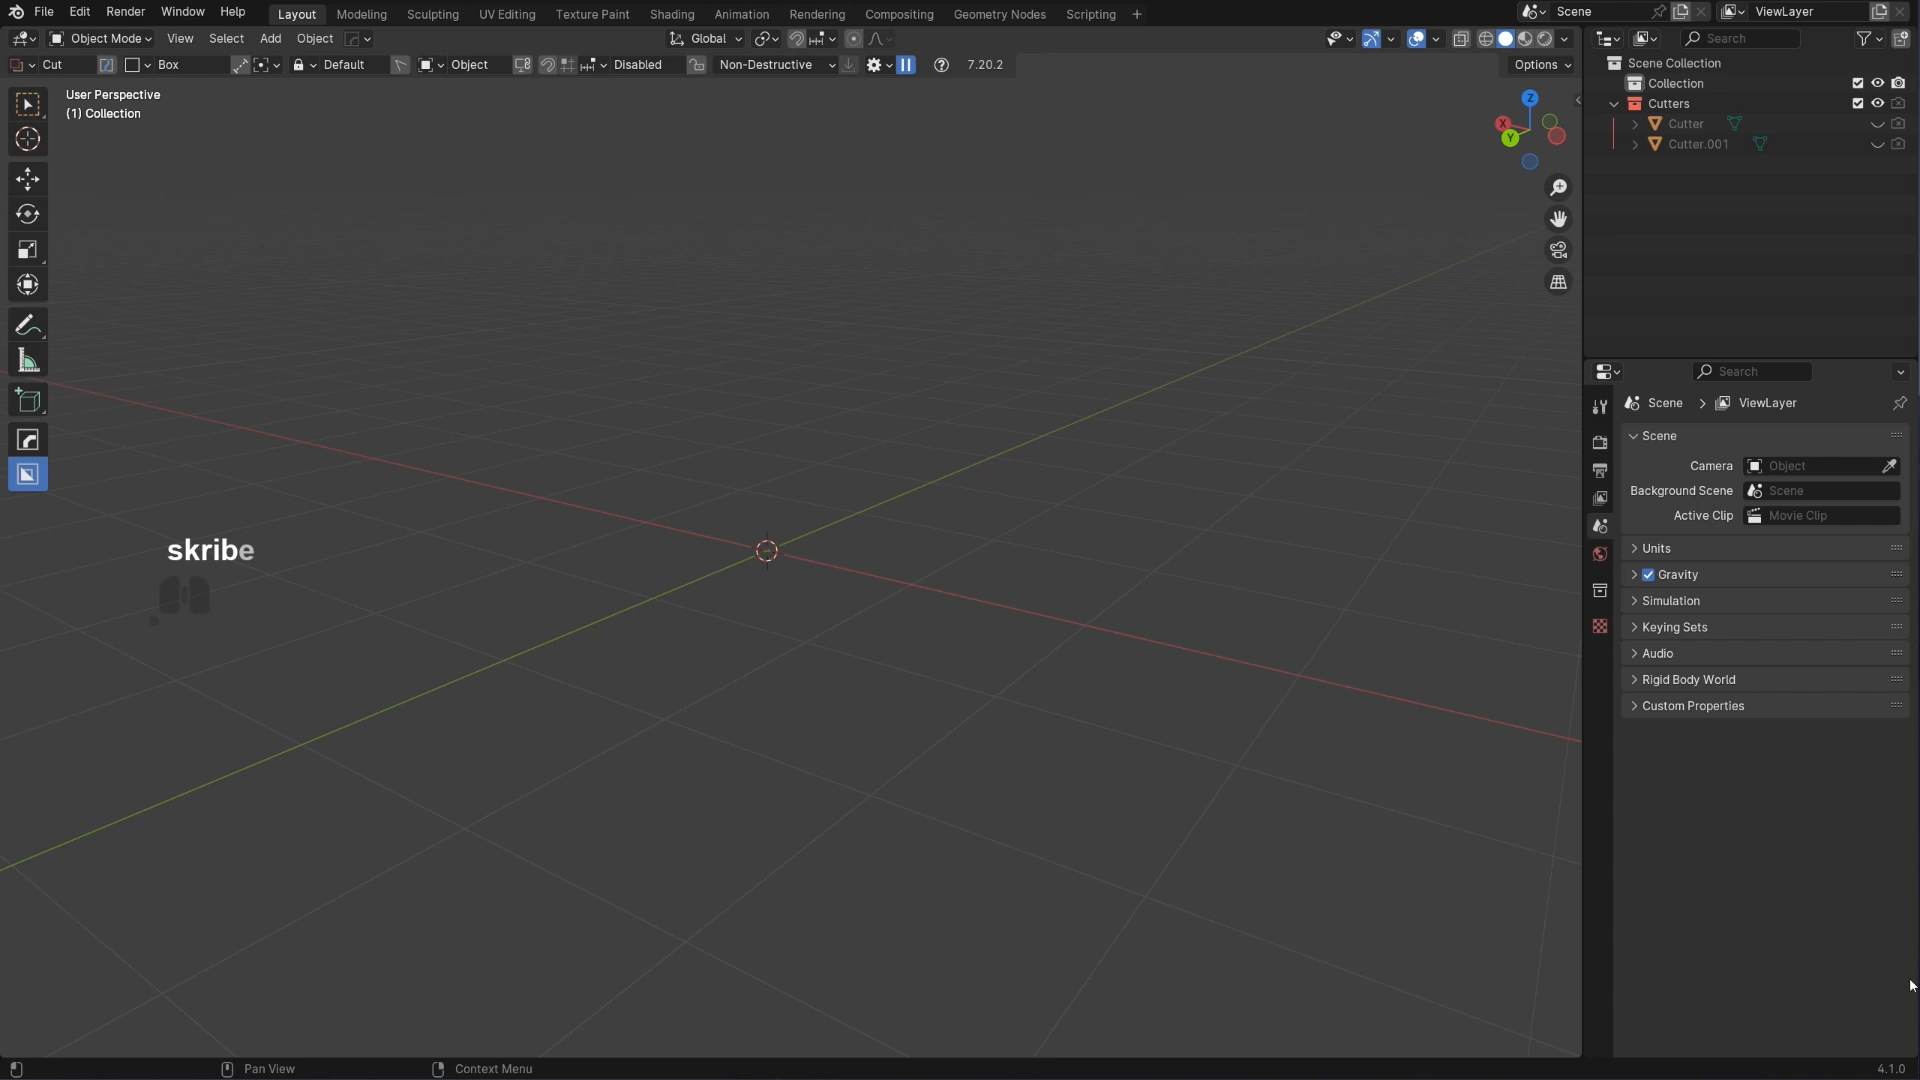 File Edit Render Window Help Layout Modeling Sculpting UV Editing Texture Paint Shading Animation Rendering Compositing Geometry Nodes Scripting + Scene ViewLayer
Object Mode View Select Add Object Global Search
Cut Box Default Object Disabled Non-Destructive 7.20.2 Options
User Perspective
(1) Collection
Z
X
Y
skribe
Scene Collection
Collection
Cutters
Cutter
Cutter.001
Search
Scene > ViewLayer
Scene
Camera Object
Background Scene Scene
Active Clip Movie Clip
Units
Gravity
Simulation
Keying Sets
Audio
Rigid Body World
Custom Properties
Pan View Context Menu 4.1.0